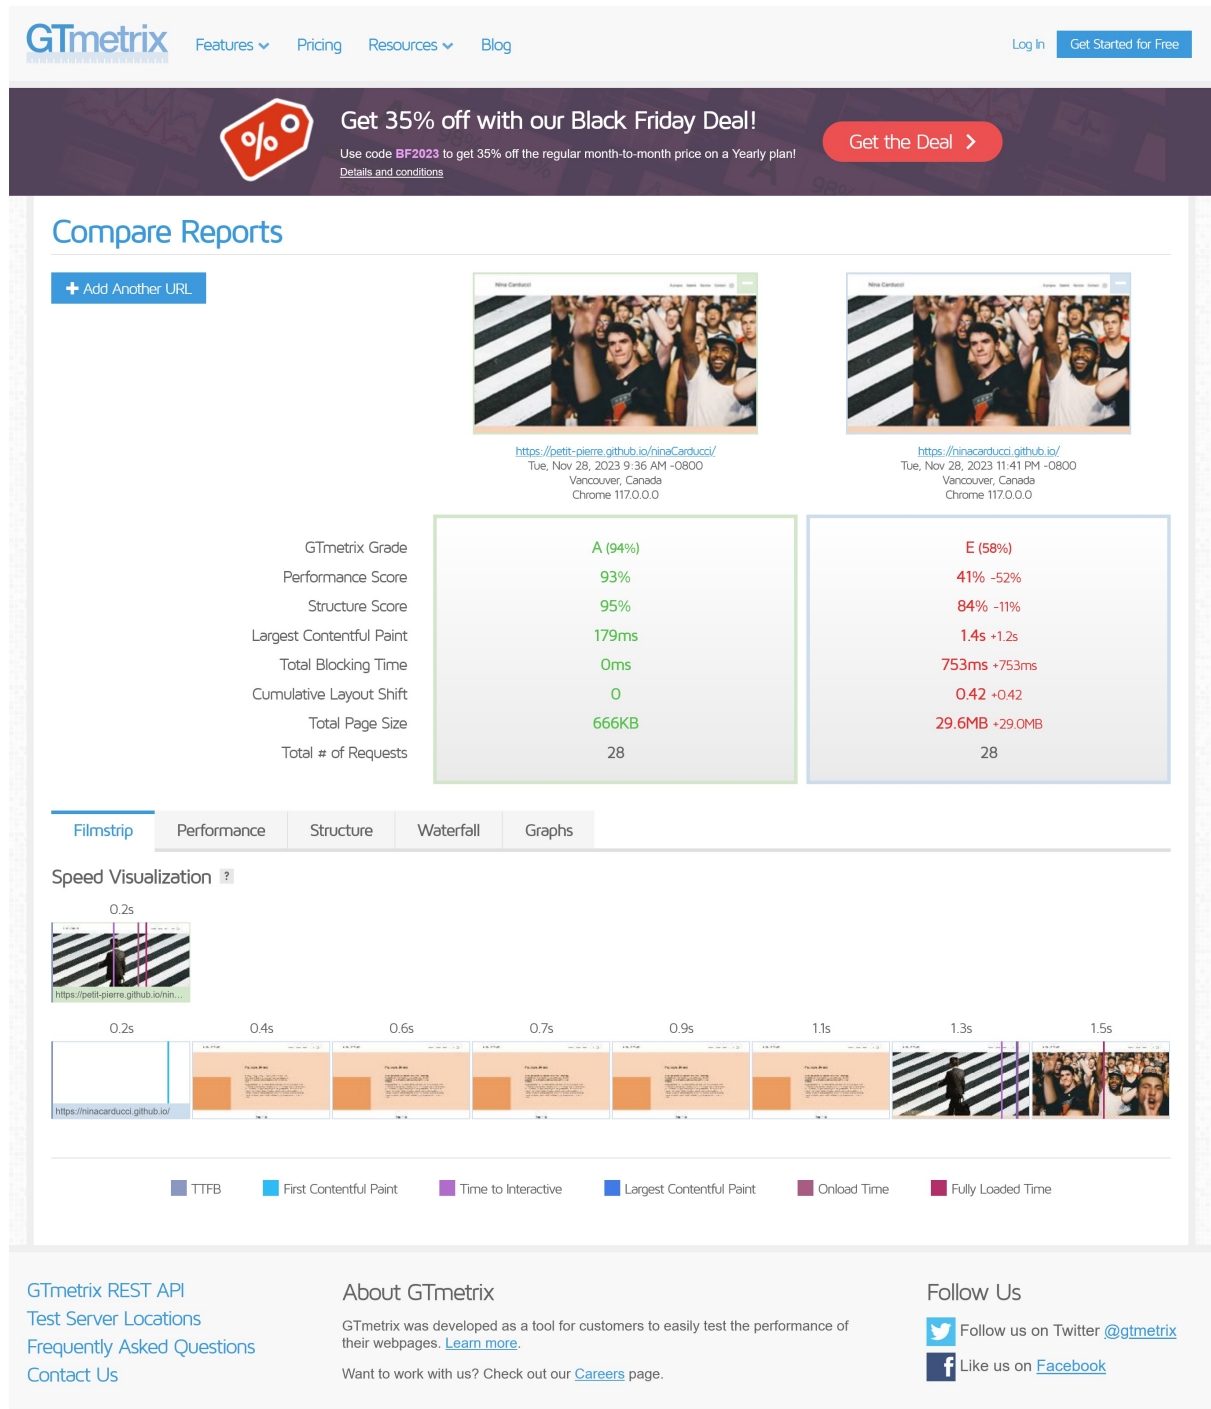 GTmetrix
Features Pricing Resources Blog
Log In Get Started for Free
Get 35% off with our Black Friday Deal!
Use code BF2023 to get 35% off the regular month-to-month price on a Yearly plan!
Details and conditions
Get the Deal
Compare Reports
Add Another URL
Nina Carducci
Nina Carducci
https://petit-pierre.github.io/ninaCarducci/
Tue, Nov 28, 2023 9:36 AM -0800
Vancouver, Canada
Chrome 117.0.0.0
https://ninacarducci.github.io/
Tue, Nov 28, 2023 11:41 PM -0800
Vancouver, Canada
Chrome 117.0.0.0
GTmetrix Grade A (94%) E (58%)
Performance Score 93% 41% -52%
Structure Score 95% 84% -11%
Largest Contentful Paint 179ms 1.4s +1.2s
Total Blocking Time 0ms 753ms +753ms
Cumulative Layout Shift 0 0.42 +0.42
Total Page Size 666KB 29.6MB +29.0MB
Total # of Requests 28 28
Filmstrip Performance Structure Waterfall Graphs
Speed Visualization ?
0.2s
https://petit-pierre.github.io/nin...
0.2s 0.4s 0.6s 0.7s 0.9s 1.1s 1.3s 1.5s
https://ninacarducci.github.io/
TTFB First Contentful Paint Time to Interactive Largest Contentful Paint Onload Time Fully Loaded Time
GTmetrix REST API
Test Server Locations
Frequently Asked Questions
Contact Us
About GTmetrix
GTmetrix was developed as a tool for customers to easily test the performance of
their webpages. Learn more.
Want to work with us? Check out our Careers page.
Follow Us
Follow us on Twitter @gtmetrix
Like us on Facebook